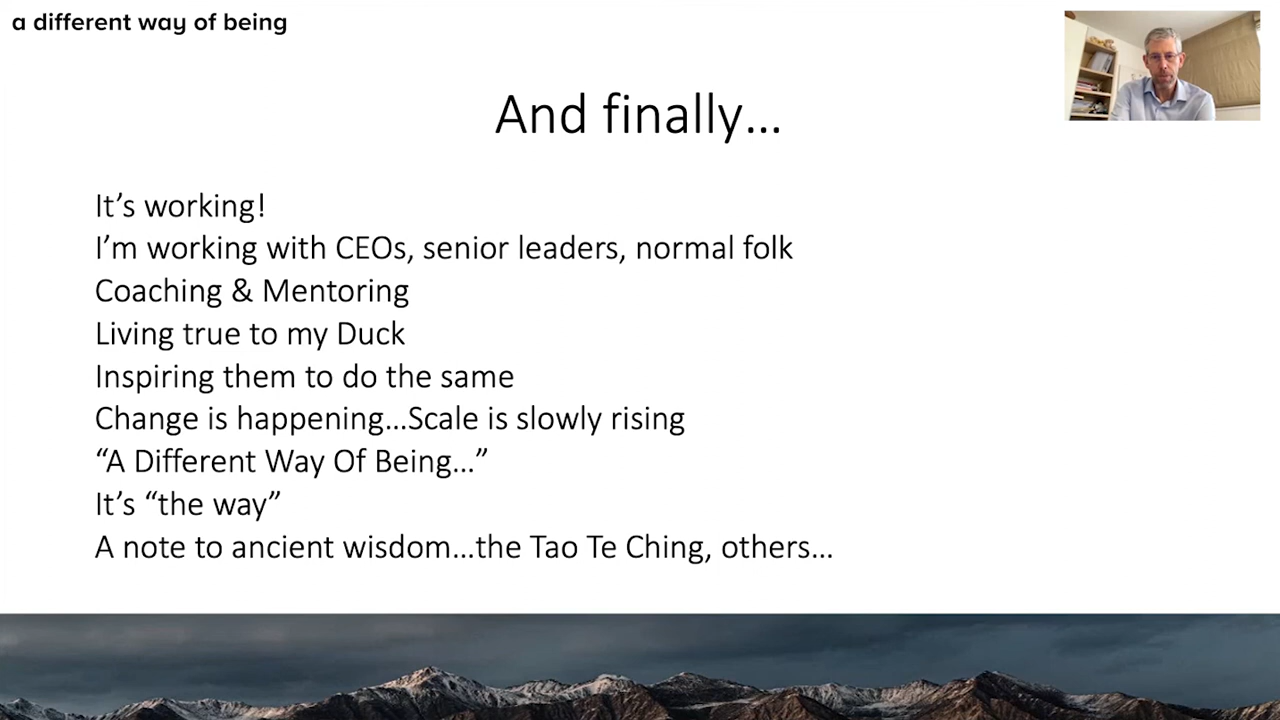 a different way of being
And finally...
It's working!
I'm working with CEOs, senior leaders, normal folk
Coaching & Mentoring
Living true to my Duck
Inspiring them to do the same
Change is happening...Scale is slowly rising
“A Different Way Of Being...”
It's “the way”
A note to ancient wisdom...the Tao Te Ching, others...